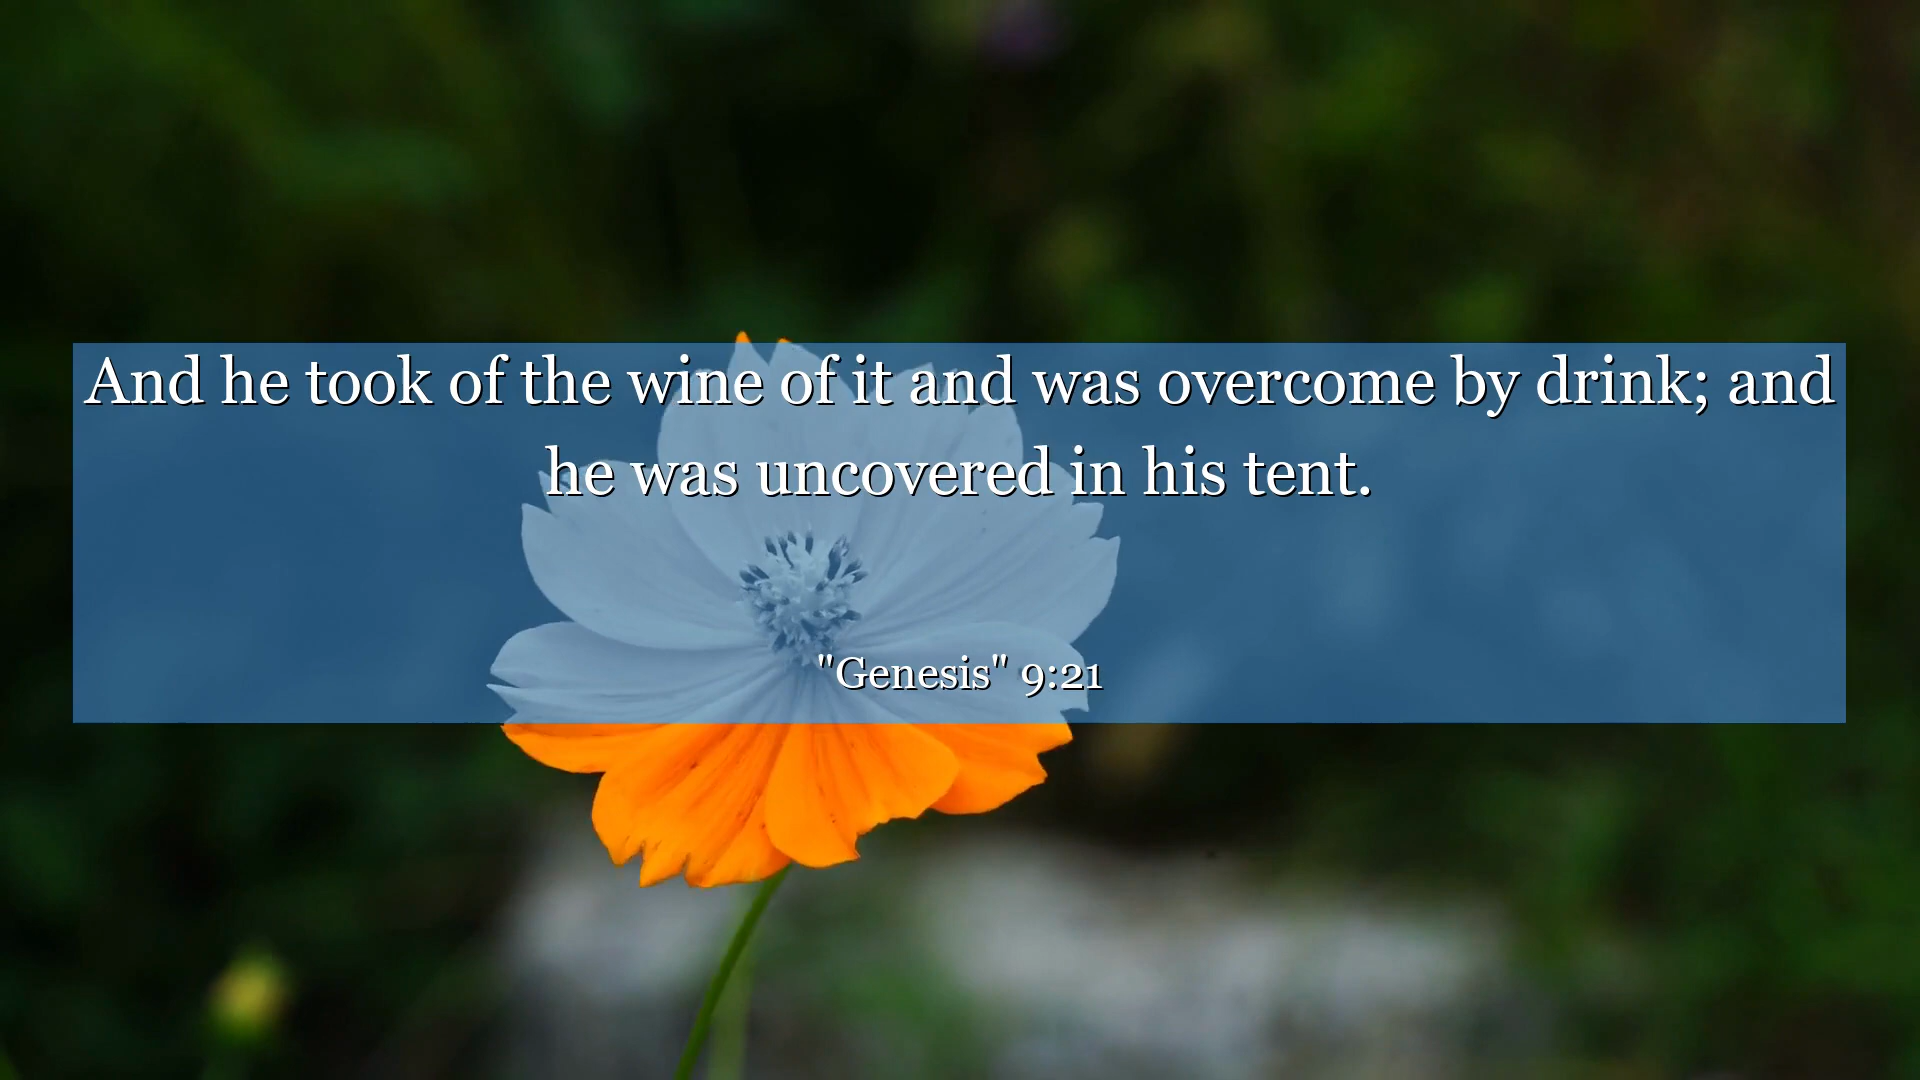 And he took of the wine of it and was overcome by drink; and
he was uncovered in his tent.
"Genesis" 9:21